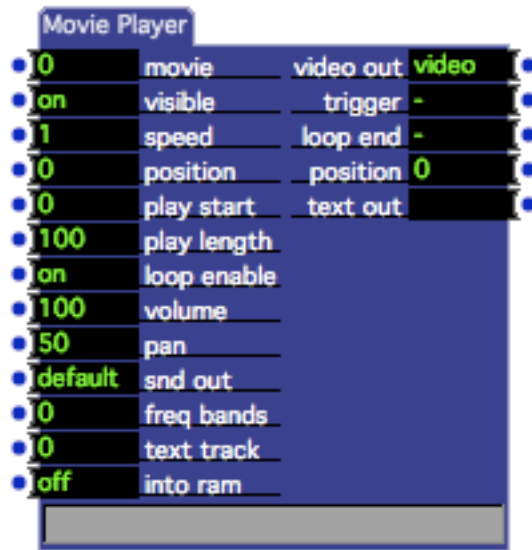 Movie Player
0 movie video out video
on visible trigger -
1 speed loop end -
0 position position 0
0 play start text out
100 play length
on loop enable
100 volume
50 pan
default snd out
0 freq bands
0 text track
off into ram